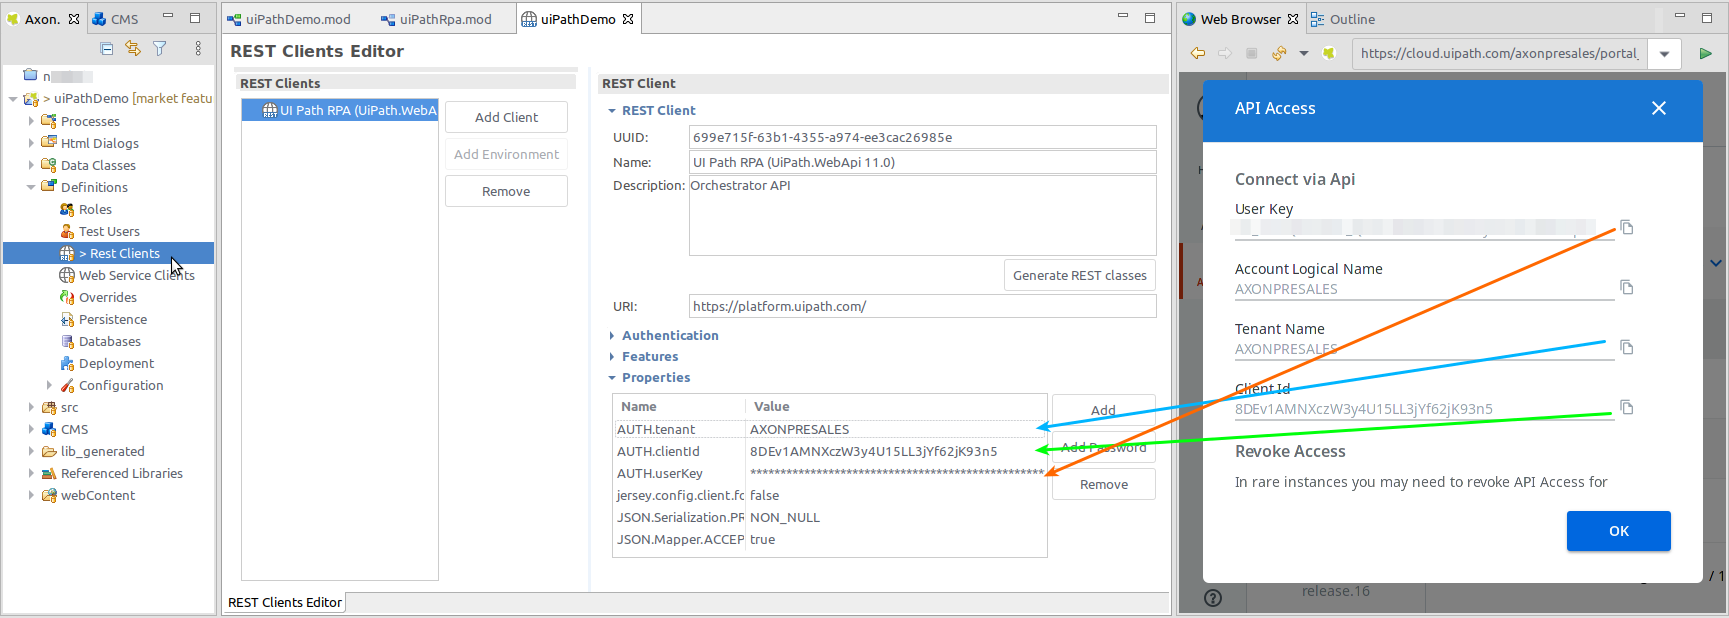 Axon.
CMS
n
> uiPathDemo [market featu
Processes
Html Dialogs
Data Classes
Definitions
Roles
Test Users
> Rest Clients
Web Service Clients
Overrides
Persistence
Databases
Deployment
Configuration
src
CMS
lib_generated
Referenced Libraries
webContent
uiPathDemo.mod
uiPathRpa.mod
uiPathDemo
REST Clients Editor
REST Clients
UI Path RPA (UiPath.WebA
Add Client
Add Environment
Remove
REST Client
REST Client
UUID:
699e715f-63b1-4355-a974-ee3cac26985e
Name:
UI Path RPA (UiPath.WebApi 11.0)
Description:
Orchestrator API
Generate REST classes
URI:
https://platform.uipath.com/
Authentication
Features
Properties
Name
Value
AUTH.tenant
AXONPRESALES
AUTH.clientId
8DEv1AMNXczW3y4U15LL3jYf62jK93n5
AUTH.userKey
*************************************************
jersey.config.client.fc
false
JSON.Serialization.PR
NON_NULL
JSON.Mapper.ACCEP
true
Add
Add Password
Remove
REST Clients Editor
Web Browser
Outline
https://cloud.uipath.com/axonpresales/portal_
API Access
Connect via Api
User Key
Account Logical Name
AXONPRESALES
Tenant Name
AXONPRESALES
Client Id
8DEv1AMNXczW3y4U15LL3jYf62jK93n5
Revoke Access
In rare instances you may need to revoke API Access for
OK
/ 1
release.16